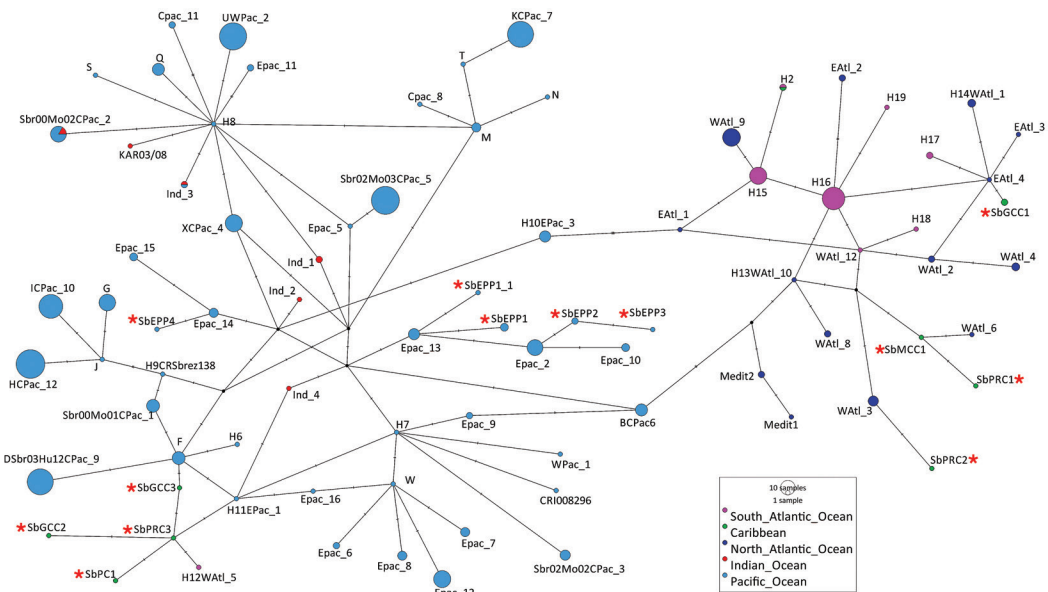 Cpac_11
UWPac_2
KCPac_7
Q
Epac_11
S
T
Cpac_8
N
Sbr00Mo02CPac_2
H8
M
KAR03/08
Ind_3
Sbr02Mo03CPac_5
XCPac_4
Epac_5
H10EPac_3
Epac_15
Ind_1
Ind_2
ICPac_10
G
*SbEPP4
Epac_14
*SbEPP1_1
*SbEPP1
*SbEPP2
*SbEPP3
Epac_13
Epac_2
Epac_10
HCPac_12
J
H9CRSbrez138
Ind_4
Sbr00Mo01CPac_1
BCPac6
Epac_9
H7
F
H6
DSbr03Hu12CPac_9
WPac_1
*SbGCC3
W
CRI008296
Epac_16
H11EPac_1
*SbGCC2
*SbPRC3
Epac_6
Epac_8
Epac_7
Sbr02Mo02CPac_3
*SbPC1
H12WAtl_5
EAtl_2
H2
H19
H14WAtl_1
WAtl_9
H17
EAtl_3
H15
H16
EAtl_4
*SbGCC1
EAtl_1
H18
WAtl_12
WAtl_2
WAtl_4
H13WAtl_10
WAtl_8
WAtl_6
*SbMCC1
Medit2
SbPRC1*
WAtl_3
Medit1
SbPRC2*
10 samples
1 sample
South_Atlantic_Ocean
Caribbean
North_Atlantic_Ocean
Indian_Ocean
Pacific_Ocean